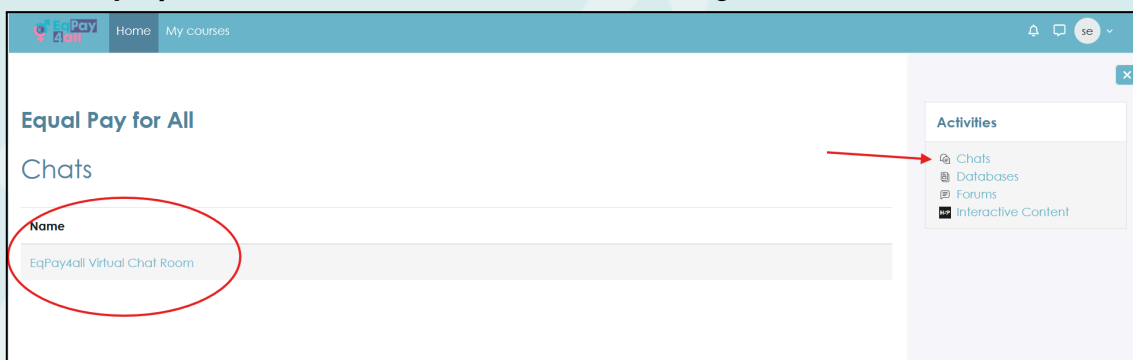 EqPay
4all
Home My courses
se
Equal Pay for All
Chats
Name
EqPay4all Virtual Chat Room
Activities
Chats
Databases
Forums
H5P Interactive Content